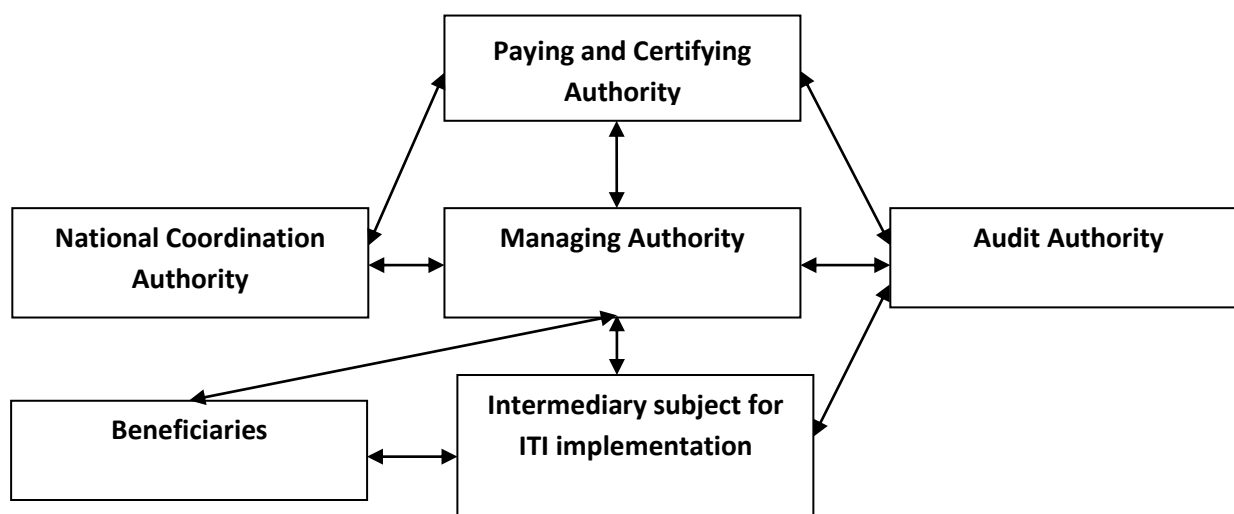 Paying and Certifying
Authority
National Coordination
Authority
Managing Authority
Audit Authority
Beneficiaries
Intermediary subject for
ITI implementation